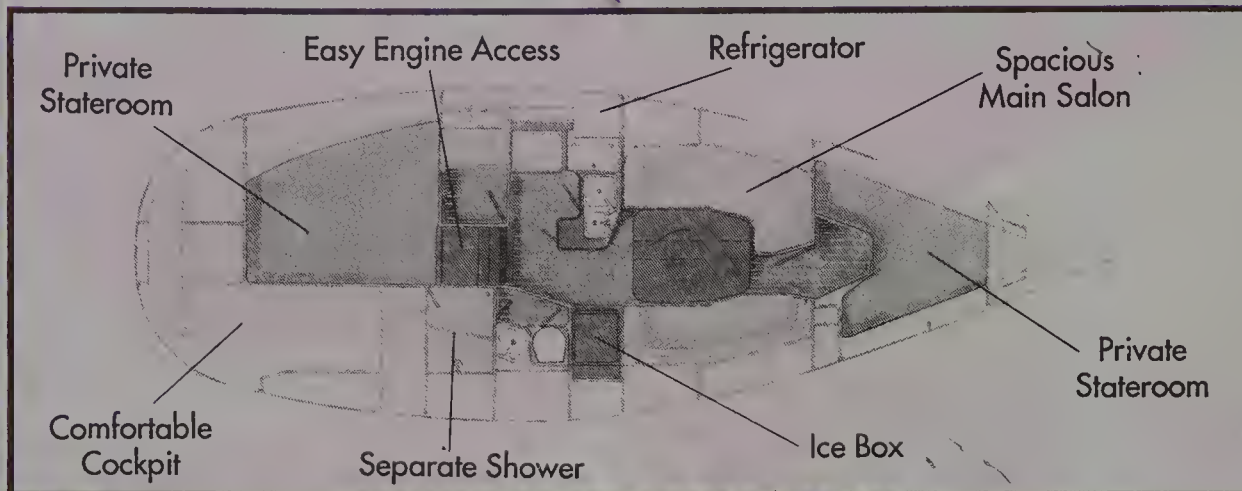 Easy Engine Access
Refrigerator
Private
Stateroom
Spacious
Main Salon
Private
Stateroom
Comfortable
Cockpit
Separate Shower
Ice Box